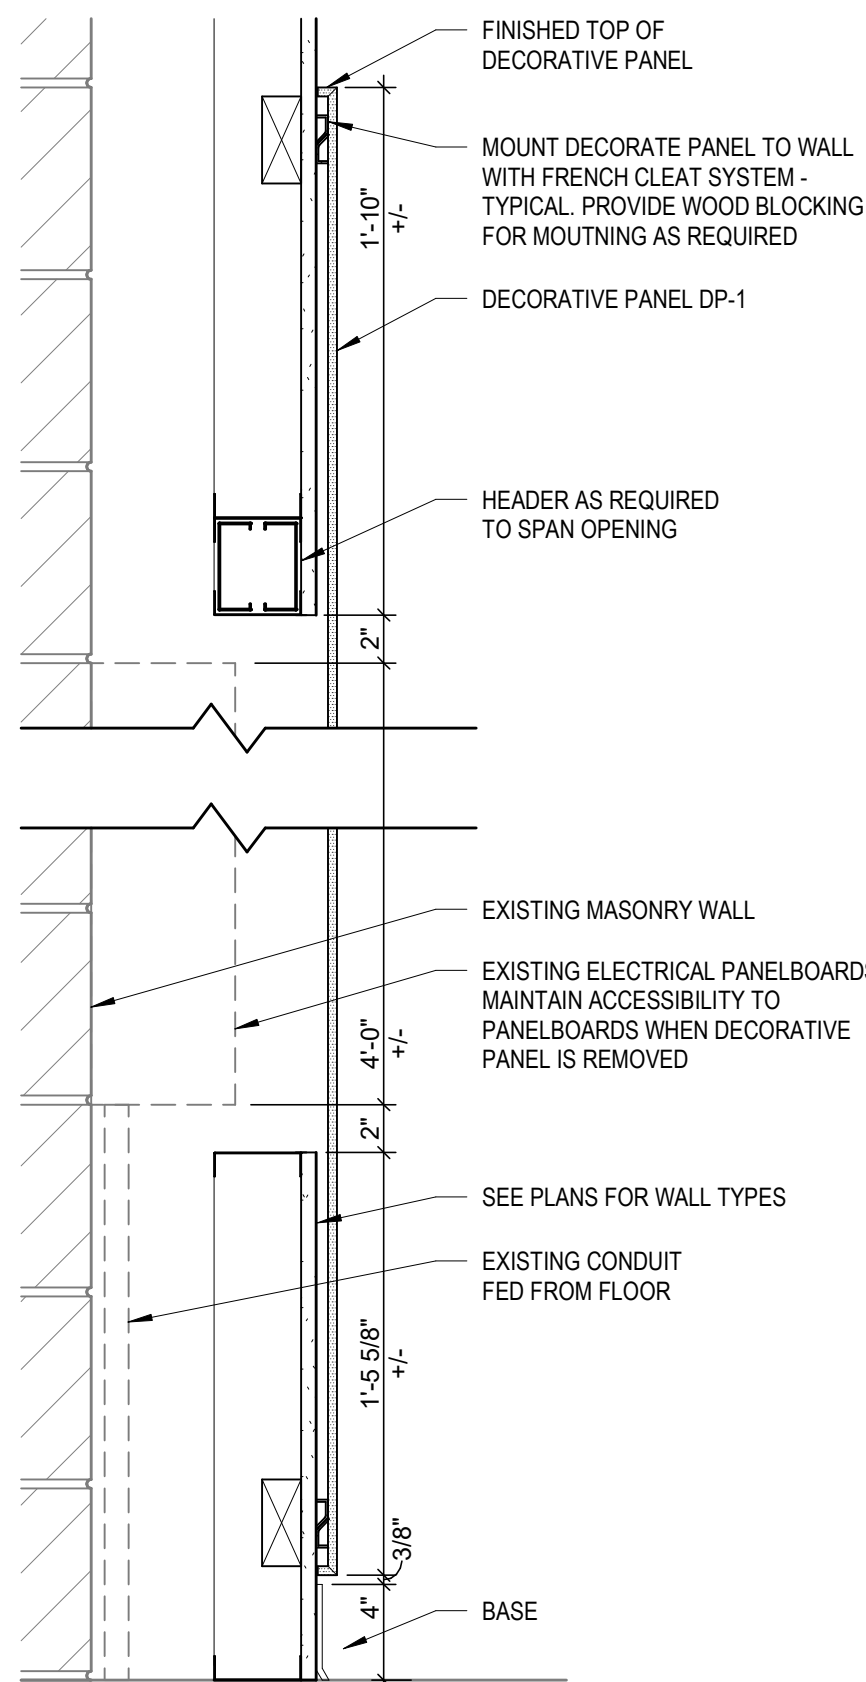 FINISHED TOP OF
DECORATIVE PANEL
MOUNT DECORATE PANEL TO WALL
WITH FRENCH CLEAT SYSTEM -
TYPICAL. PROVIDE WOOD BLOCKING
FOR MOUTNING AS REQUIRED
1'-10"
+/-
DECORATIVE PANEL DP-1
HEADER AS REQUIRED
TO SPAN OPENING
2"
EXISTING MASONRY WALL
EXISTING ELECTRICAL PANELBOARDS
MAINTAIN ACCESSIBILITY TO
PANELBOARDS WHEN DECORATIVE
PANEL IS REMOVED
4'-0"
+/-
2"
SEE PLANS FOR WALL TYPES
EXISTING CONDUIT
FED FROM FLOOR
1'-5 5/8"
+/-
3/8"
4"
BASE